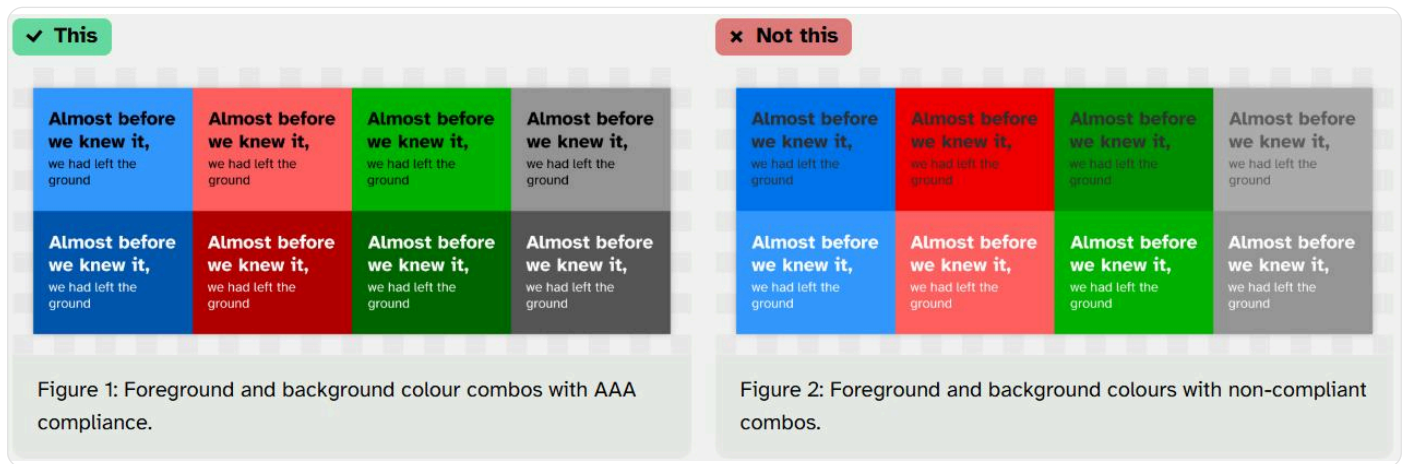 This
Almost before
we knew it,
we had left the
ground
Almost before
we knew it,
we had left the
ground
Almost before
we knew it,
we had left the
ground
Almost before
we knew it,
we had left the
ground
Almost before
we knew it,
we had left the
ground
Almost before
we knew it,
we had left the
ground
Almost before
we knew it,
we had left the
ground
Almost before
we knew it,
we had left the
ground
Figure 1: Foreground and background colour combos with AAA
compliance.
Not this
Almost before
we knew it,
we had left the
ground
Almost before
we knew it,
we had left the
ground
Almost before
we knew it,
we had left the
ground
Almost before
we knew it,
we had left the
ground
Almost before
we knew it,
we had left the
ground
Almost before
we knew it,
we had left the
ground
Almost before
we knew it,
we had left the
ground
Almost before
we knew it,
we had left the
ground
Figure 2: Foreground and background colours with non-compliant
combos.